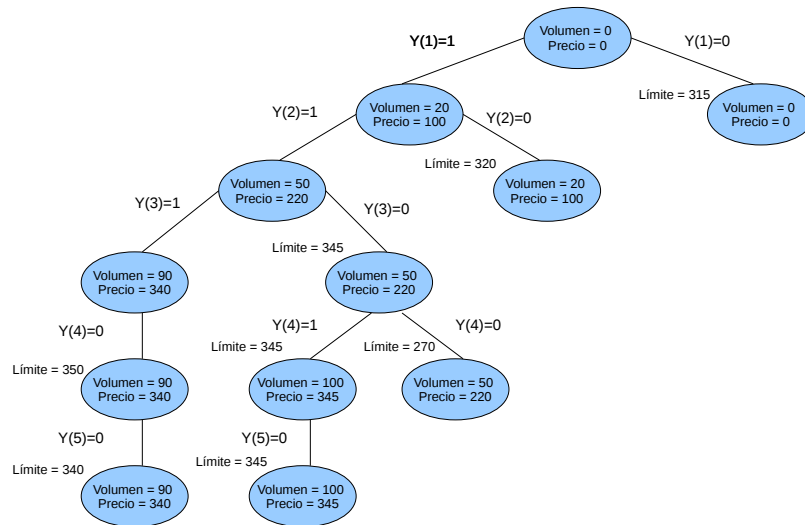 Y(1)=1
Volumen = 0
Precio = 0
Y(1)=0
Límite = 315
Volumen = 0
Precio = 0
Y(2)=1
Volumen = 20
Precio = 100
Y(2)=0
Límite = 320
Volumen = 20
Precio = 100
Y(3)=1
Volumen = 50
Precio = 220
Y(3)=0
Límite = 345
Volumen = 90
Precio = 340
Volumen = 50
Precio = 220
Y(4)=0
Y(4)=1
Y(4)=0
Límite = 350
Límite = 345
Límite = 270
Volumen = 90
Precio = 340
Volumen = 100
Precio = 345
Volumen = 50
Precio = 220
Y(5)=0
Y(5)=0
Límite = 340
Límite = 345
Volumen = 90
Precio = 340
Volumen = 100
Precio = 345